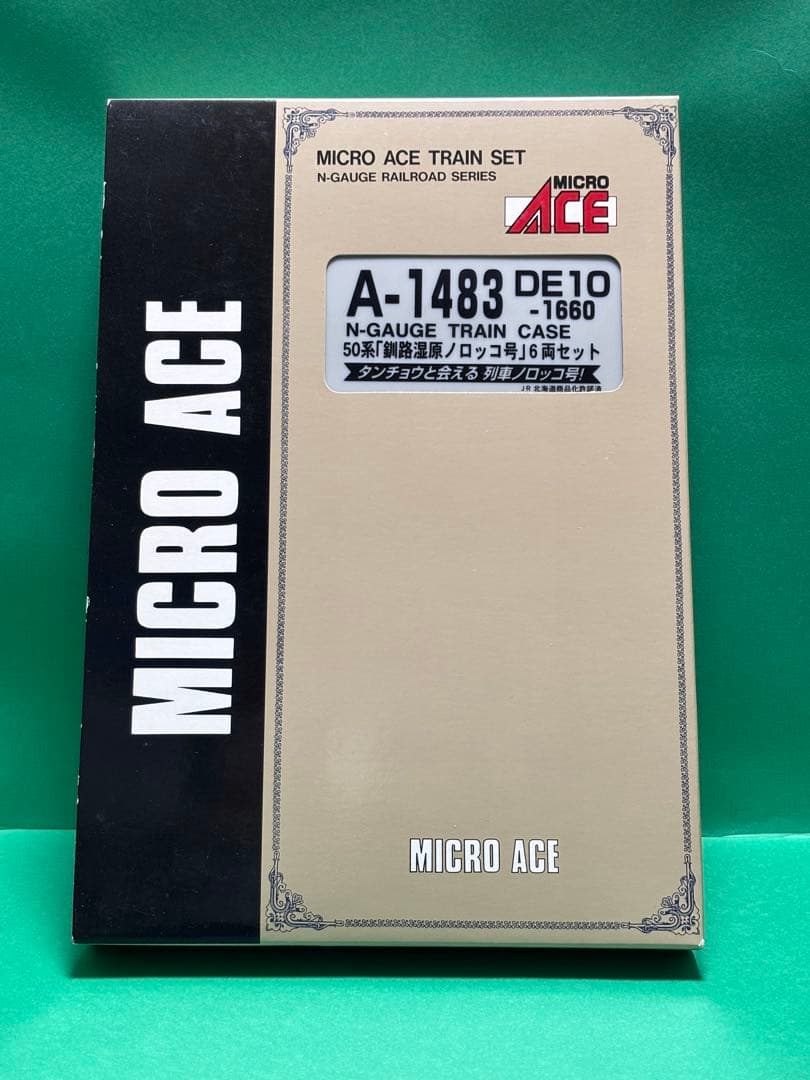 MICRO ACE
MICRO ACE TRAIN SET
N-GAUGE RAILROAD SERIES
MICRO
ACE
A-1483 DE10
-1660
N-GAUGE TRAIN CASE
50系「釧路湿原ノロッコ号」6両セット
タンチョウと会える 列車ノロッコ号!
JR北海道商品化許諾済
MICRO ACE